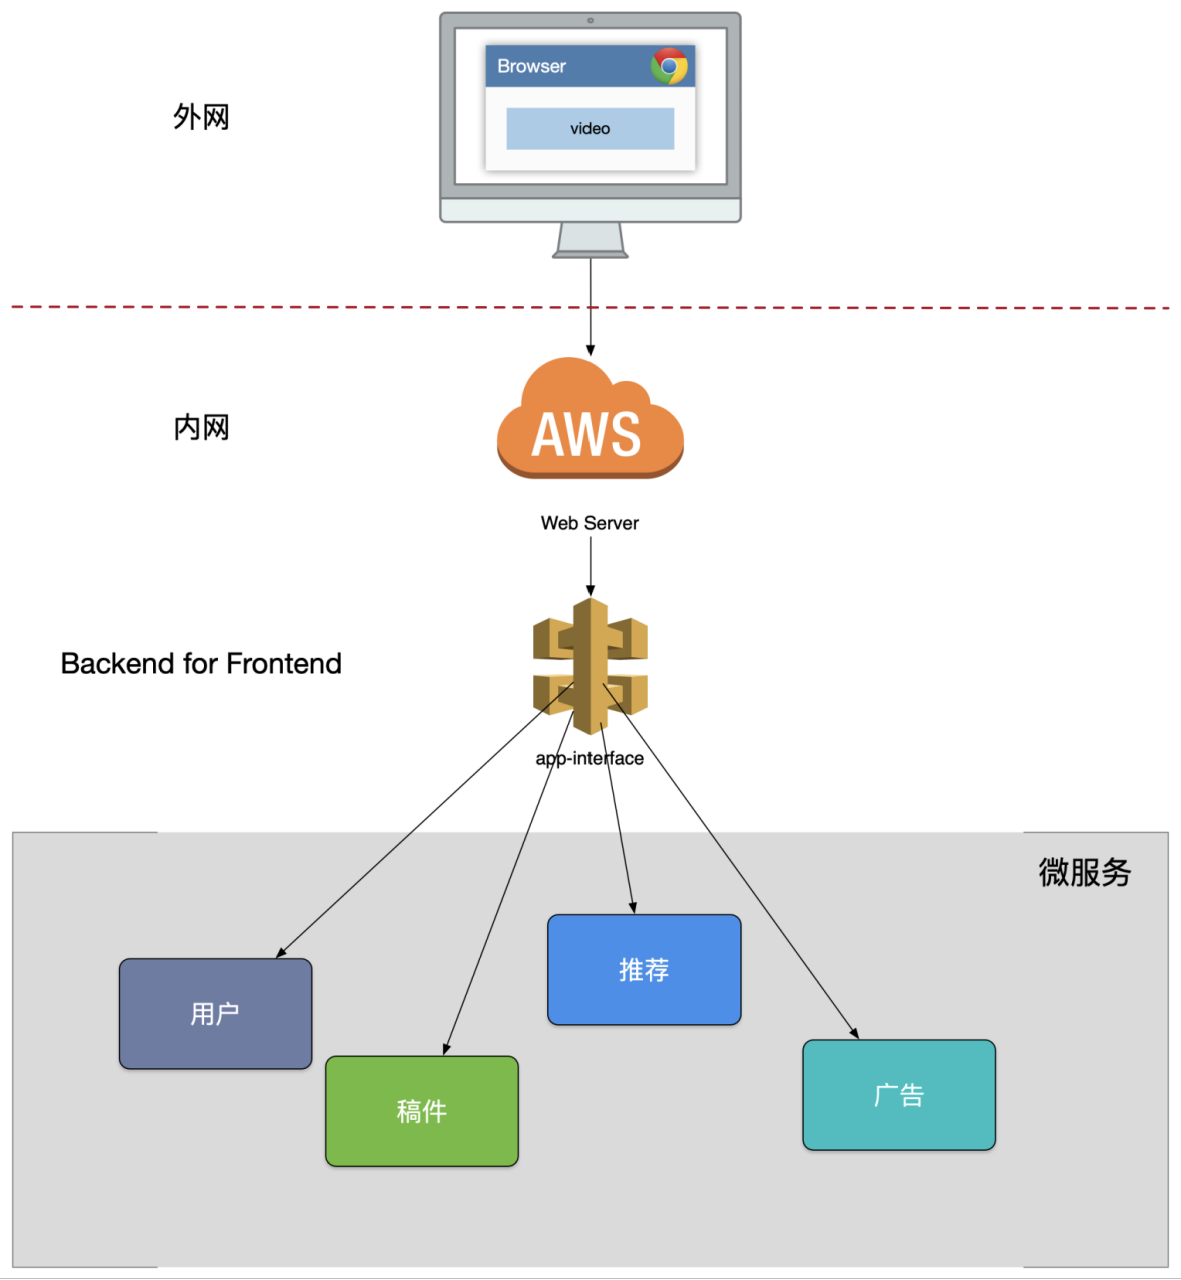 Browser
外网
video
内网
AWS
Web Server
Backend for Frontend
app-interface
微服务
推荐
用户
广告
稿件